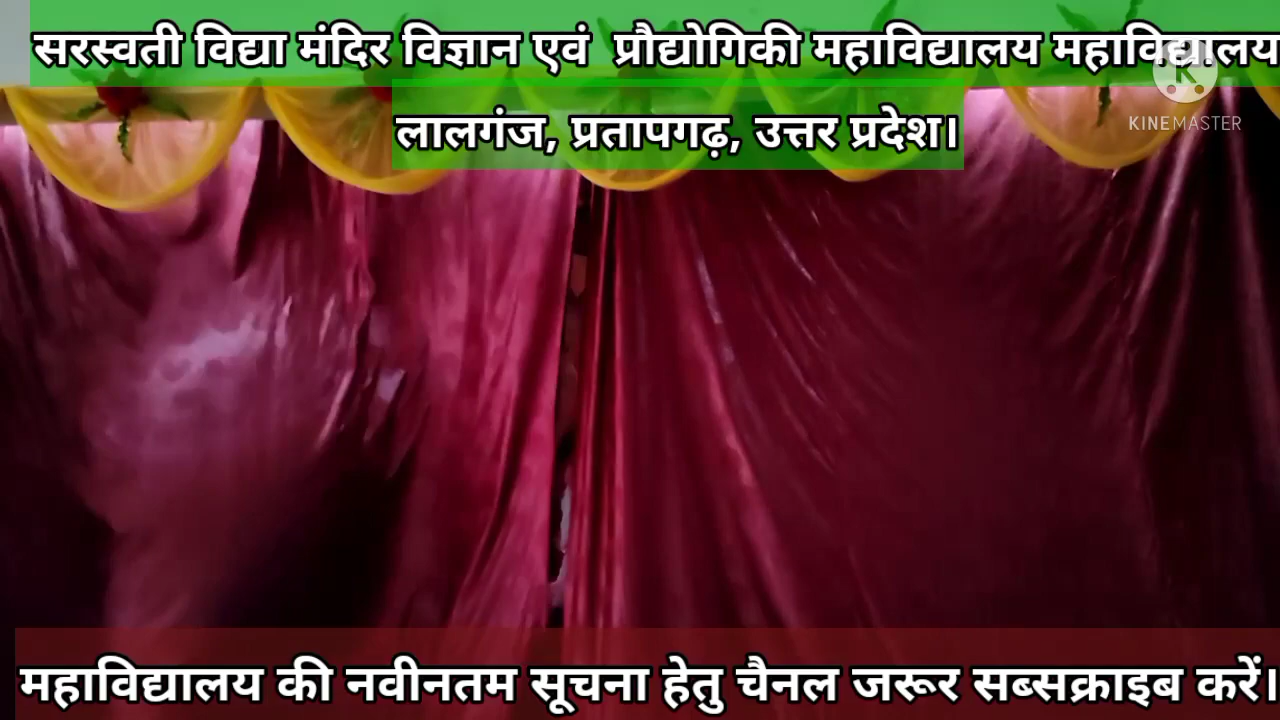 सरस्वती विद्या मंदिर विज्ञान एवं प्रौद्योगिकी महाविद्यालय महाविद्यालय
K
KINEMASTER
लालगंज, प्रतापगढ़, उत्तर प्रदेश।
महाविद्यालय की नवीनतम सूचना हेतु चैनल जरूर सब्सक्राइब करें।